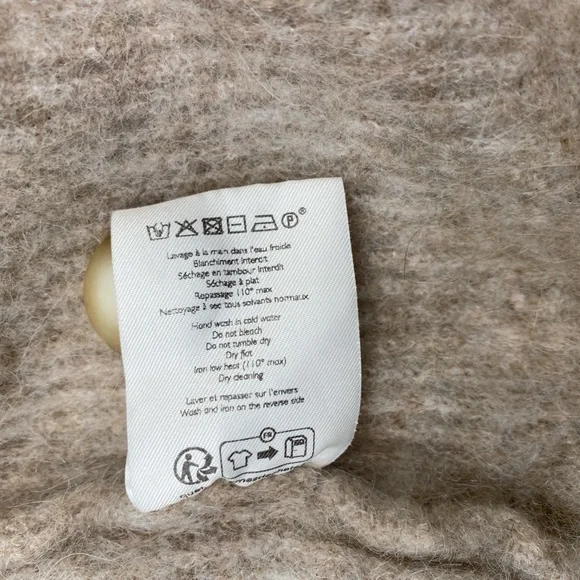 P®
Lavage à la main dans l'eau froide
Blanchiment interdit
Séchage en tambour interdit
Séchage à plat
Repassage 110° max
Nettoyage à sec tous solvants normaux
Hand wash in cold water
Do not bleach
Do not tumble dry
Dry flat
Iron low heat (110° max)
Dry cleaning
Laver et repasser sur l'envers
Wash and iron on the reverse side
FR